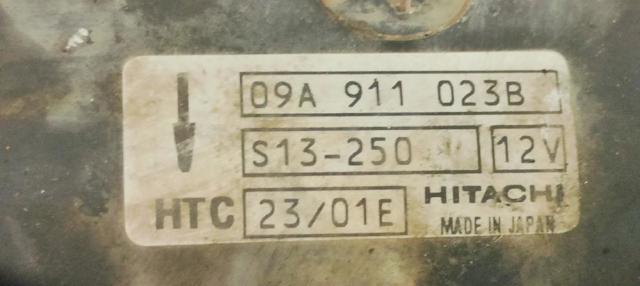 09A 911 023B
S13-250 12V
HTC 23/01E HITACHI
MADE IN JAPAN